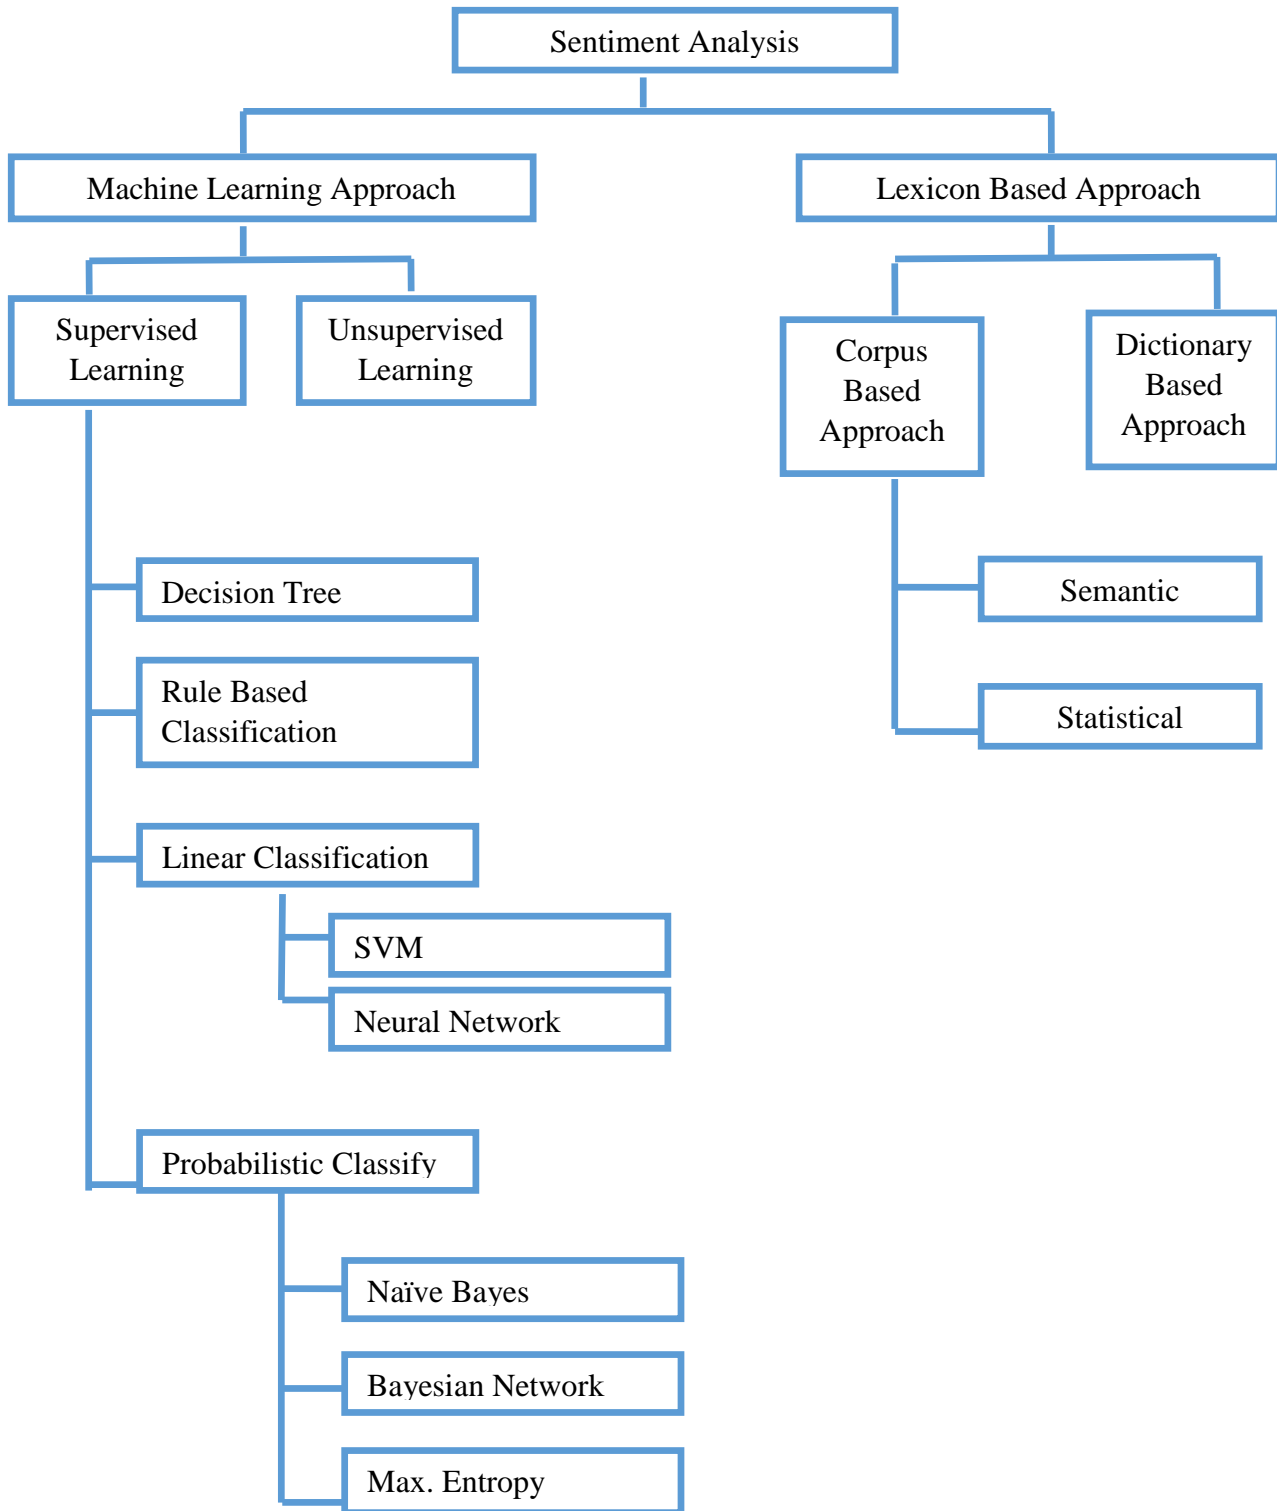 Sentiment Analysis
Machine Learning Approach
Lexicon Based Approach
Supervised
Learning
Unsupervised
Learning
Corpus
Based
Approach
Dictionary
Based
Approach
Decision Tree
Rule Based
Classification
Linear Classification
SVM
Neural Network
Probabilistic Classify
Naïve Bayes
Bayesian Network
Max. Entropy
Semantic
Statistical